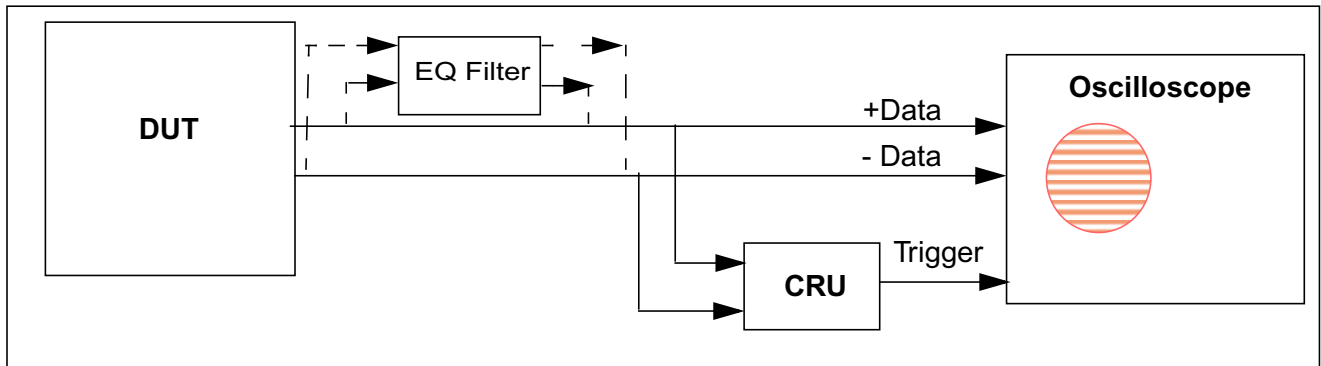 EQ Filter
DUT
Oscilloscope
+Data
- Data
Trigger
CRU